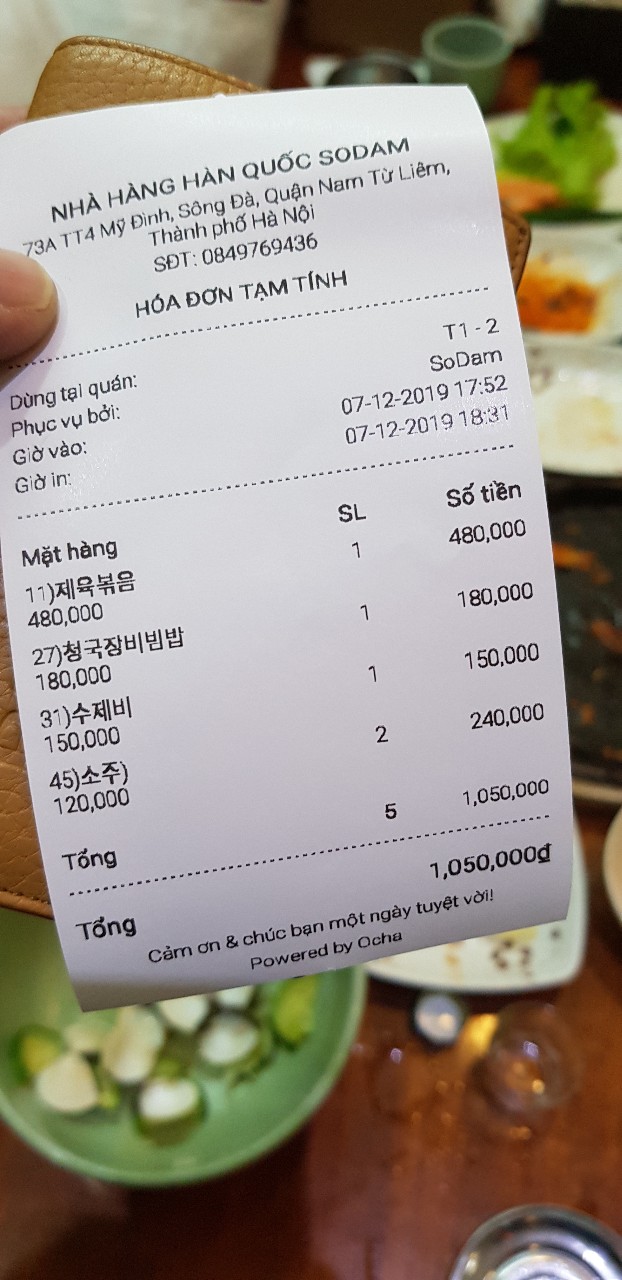 NHÀ HÀNG HÀN QUỐC SODAM
73A TT4 Mỹ Đình, Sông Đà, Quận Nam Từ Liêm,
Thành phố Hà Nội
SĐT: 0849769436
HÓA ĐƠN TẠM TÍNH
Dùng tại quán: T1 - 2
Phục vụ bởi: SoDam
Giờ vào: 07-12-2019 17:52
Giờ in: 07-12-2019 18:31
Mặt hàng SL Số tiền
11)제육볶음 1 480,000
480,000
27)청국장비빔밥 1 180,000
180,000
31)수제비 1 150,000
150,000
45)소주) 2 240,000
120,000
Tổng 5 1,050,000
Tổng 1,050,000đ
Cảm ơn & chúc bạn một ngày tuyệt vời!
Powered by Ocha